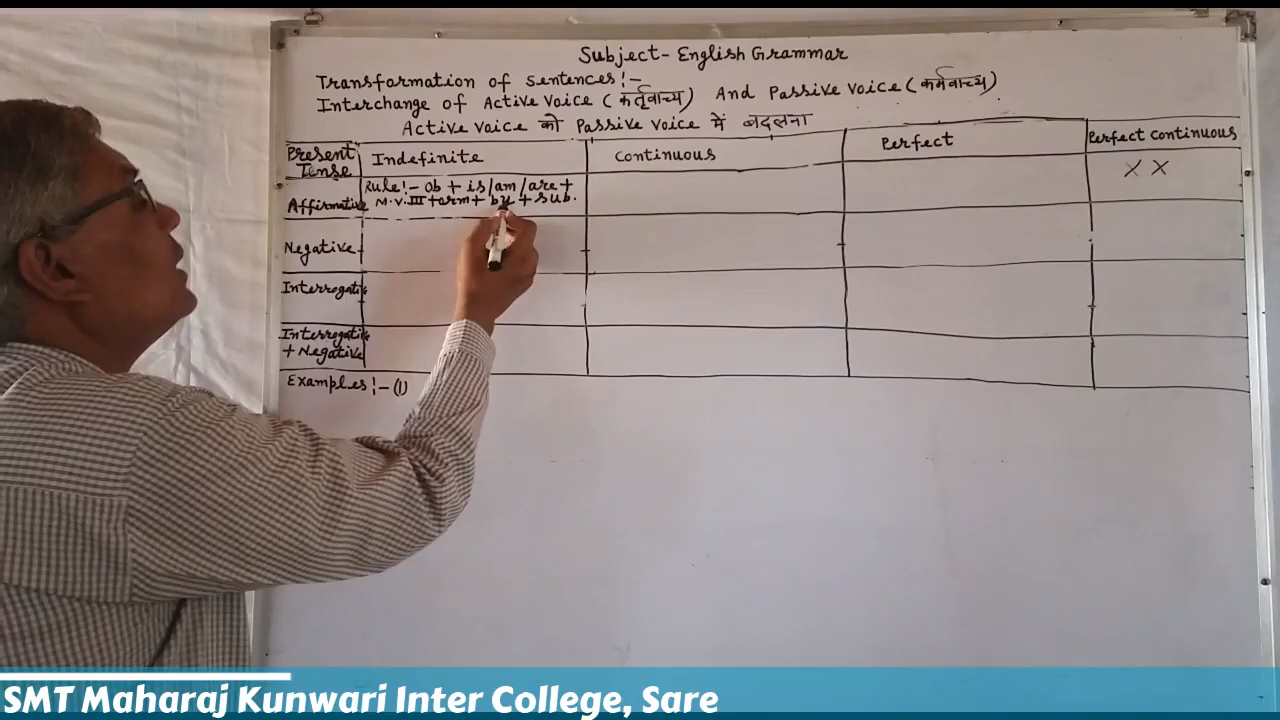 Subject- English Grammar
Transformation of sentences:-
Interchange of Active Voice (कर्तृवाच्य) And Passive Voice (कर्मवाच्य)
Active Voice को Passive Voice में बदलना
Present Tense
Indefinite
Continuous
Perfect
Perfect Continuous
Affirmative
Rule:- Ob + is/am/are +
M.V. III + orm + by + Sub.
X X
Negative
Interrogative
Interrogative
+ Negative
Examples:- (1)
SMT Maharaj Kunwari Inter College, Sare